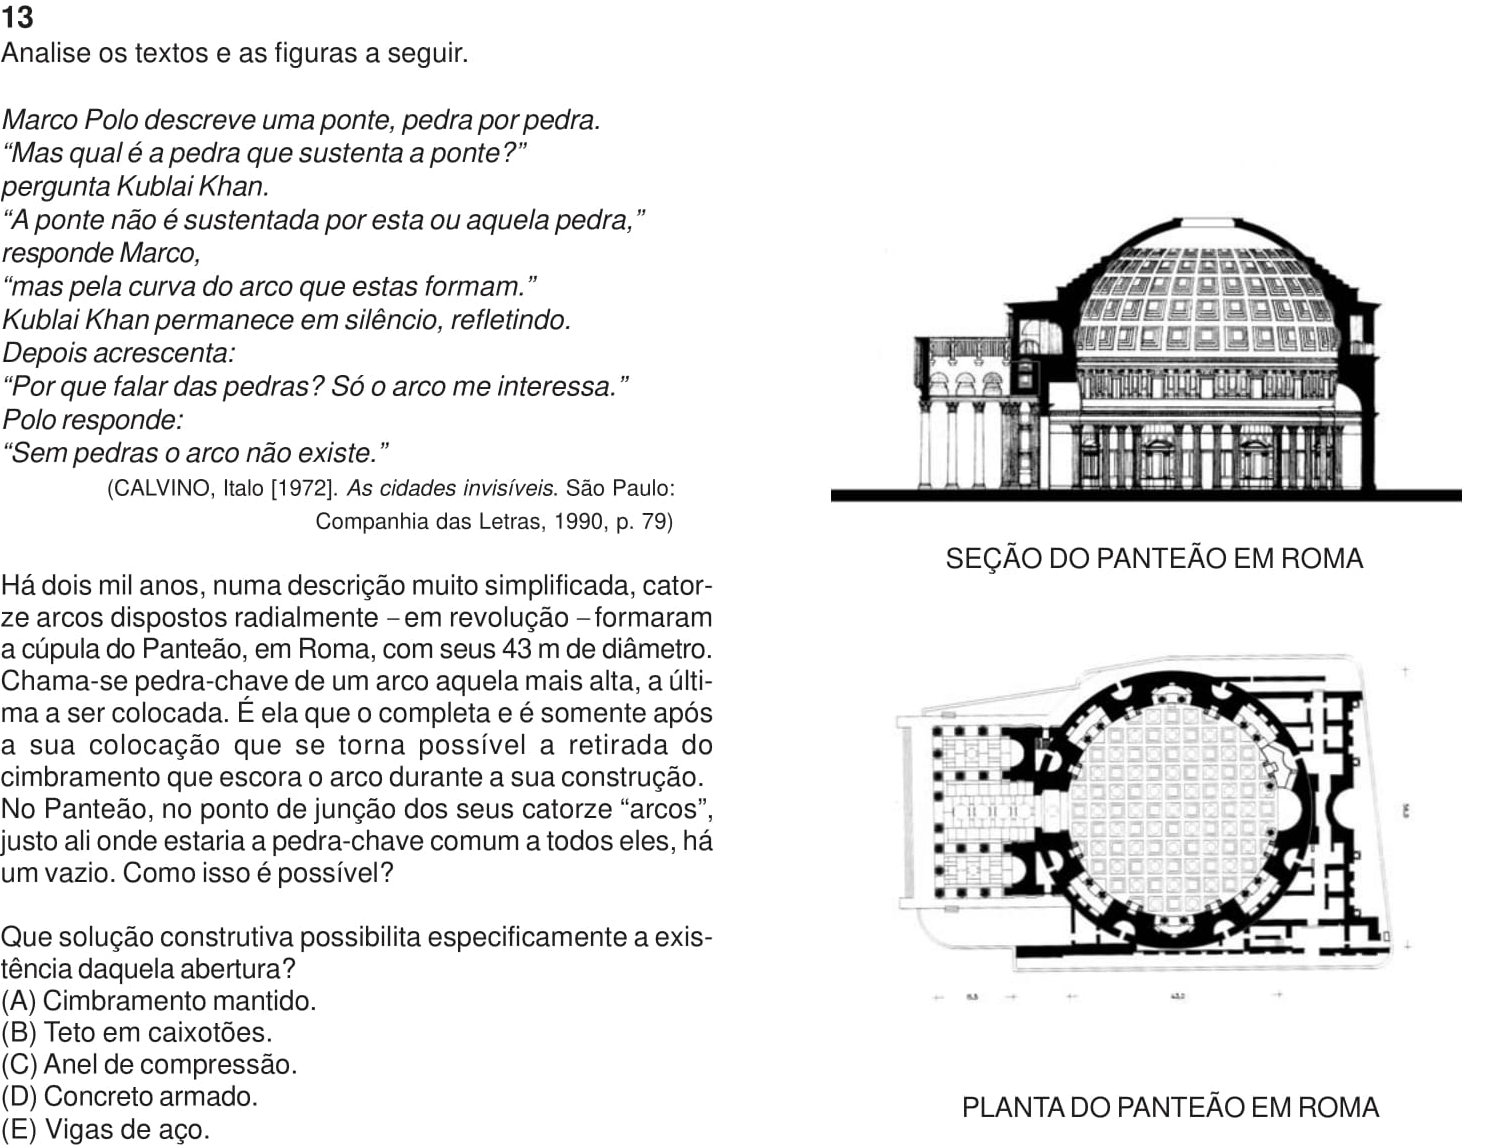 13
Analise os textos e as figuras a seguir.
Marco Polo descreve uma ponte, pedra por pedra.
“Mas qual é a pedra que sustenta a ponte?”
pergunta Kublai Khan.
“A ponte não é sustentada por esta ou aquela pedra,”
responde Marco,
“mas pela curva do arco que estas formam.”
Kublai Khan permanece em silêncio, refletindo.
Depois acrescenta:
“Por que falar das pedras? Só o arco me interessa.”
Polo responde:
“Sem pedras o arco não existe.”
(CALVINO, Italo [1972]. As cidades invisíveis. São Paulo:
Companhia das Letras, 1990, p. 79)
Há dois mil anos, numa descrição muito simplificada, cator-
ze arcos dispostos radialmente – em revolução – formaram
a cúpula do Panteão, em Roma, com seus 43 m de diâmetro.
Chama-se pedra-chave de um arco aquela mais alta, a últi-
ma a ser colocada. É ela que o completa e é somente após
a sua colocação que se torna possível a retirada do
cimbramento que escora o arco durante a sua construção.
No Panteão, no ponto de junção dos seus catorze “arcos”,
justo ali onde estaria a pedra-chave comum a todos eles, há
um vazio. Como isso é possível?
Que solução construtiva possibilita especificamente a exis-
tência daquela abertura?
(A) Cimbramento mantido.
(B) Teto em caixotões.
(C) Anel de compressão.
(D) Concreto armado.
(E) Vigas de aço.
SEÇÃO DO PANTEÃO EM ROMA
PLANTA DO PANTEÃO EM ROMA